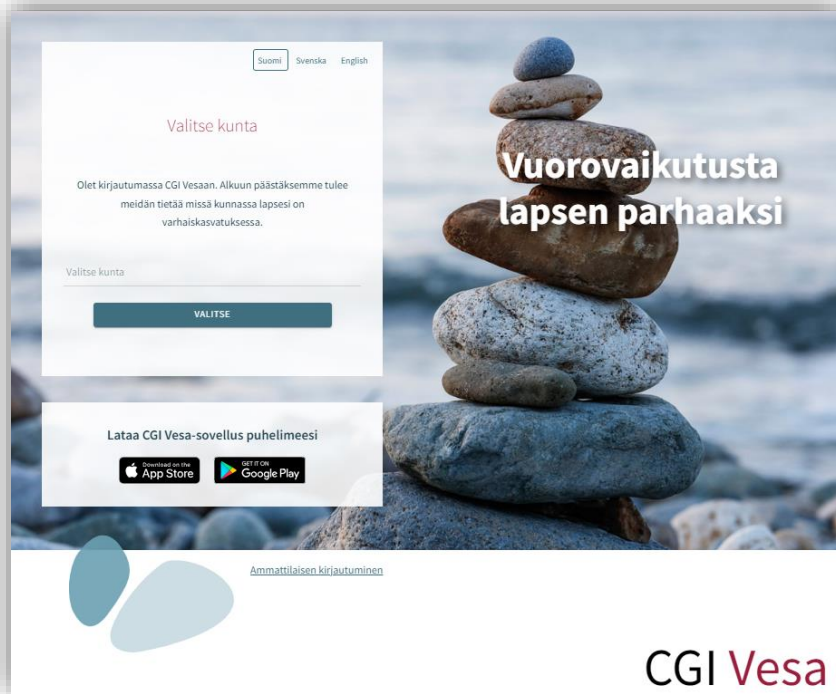 Suomi Svenska English
Valitse kunta
Olet kirjautumassa CGI Vesaan. Alkuun päästäksemme tulee
meidän tietää missä kunnassa lapsesi on
varhaiskasvatuksessa.
Valitse kunta
VALITSE
Vuorovaikutusta
lapsen parhaaksi
Lataa CGI Vesa-sovellus puhelimeesi
Download on the
App Store
GET IT ON
Google Play
Ammattilaisen kirjautuminen
CGI Vesa